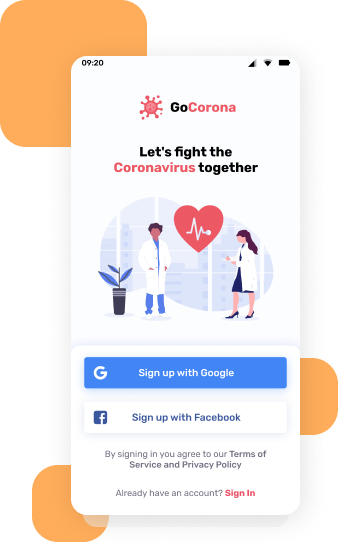 09:20
GoCorona
Let's fight the
Coronavirus together
Sign up with Google
Sign up with Facebook
By signing in you agree to our Terms of
Service and Privacy Policy
Already have an account? Sign In